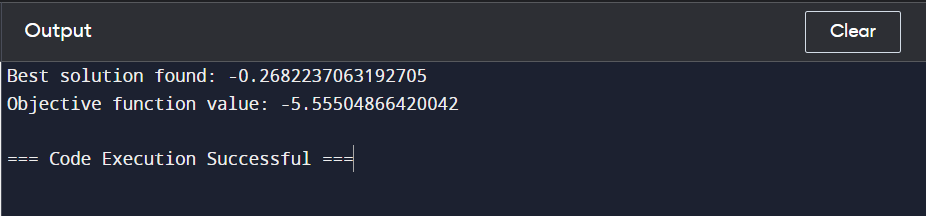 Output
Clear
Best solution found: -0.2682237063192705
Objective function value: -5.55504866420042
=== Code Execution Successful ===